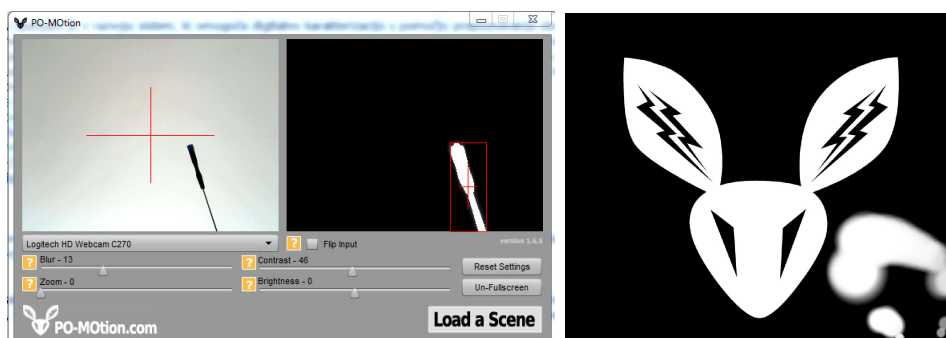 PO-MOtion
Logitech HD Webcam C270
? Flip Input
version 1.6.5
? Blur - 13
? Contrast - 46
Reset Settings
? Zoom - 0
? Brightness - 0
Un-Fullscreen
PO-MOtion.com
Load a Scene